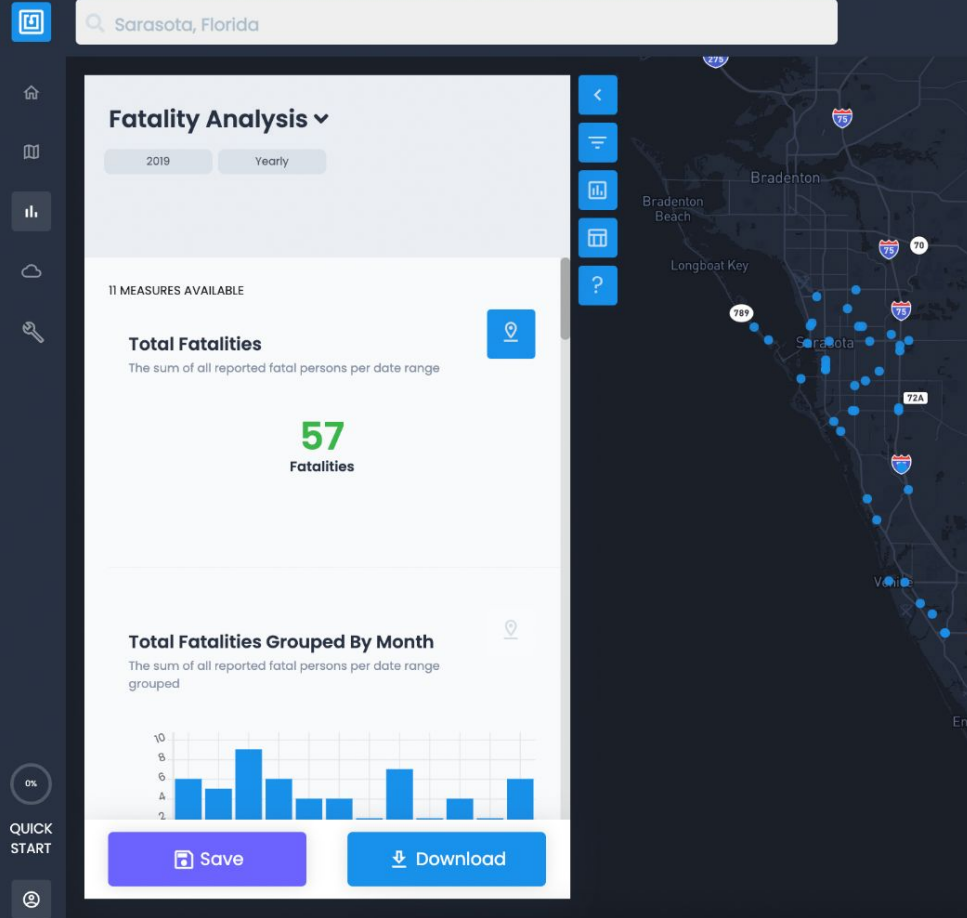 Sarasota, Florida
Fatality Analysis
2019 Yearly
11 MEASURES AVAILABLE
Total Fatalities
The sum of all reported fatal persons per date range
57
Fatalities
Total Fatalities Grouped By Month
The sum of all reported fatal persons per date range
grouped
10
8
6
4
2
Save
Download
0%
QUICK
START
?
275
75
Bradenton
Bradenton
Beach
75
70
Longboat Key
789
75
Sarasota
72A
Venice
En